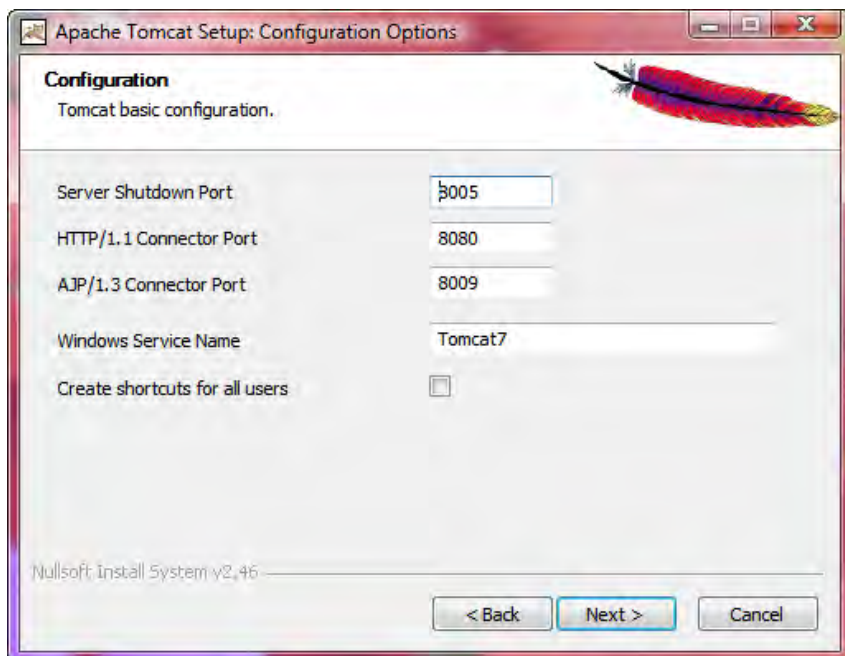 Apache Tomcat Setup: Configuration Options
Configuration
Tomcat basic configuration.
Server Shutdown Port 8005
HTTP/1.1 Connector Port 8080
AJP/1.3 Connector Port 8009
Windows Service Name Tomcat7
Create shortcuts for all users
Nullsoft Install System v2.46
< Back Next > Cancel